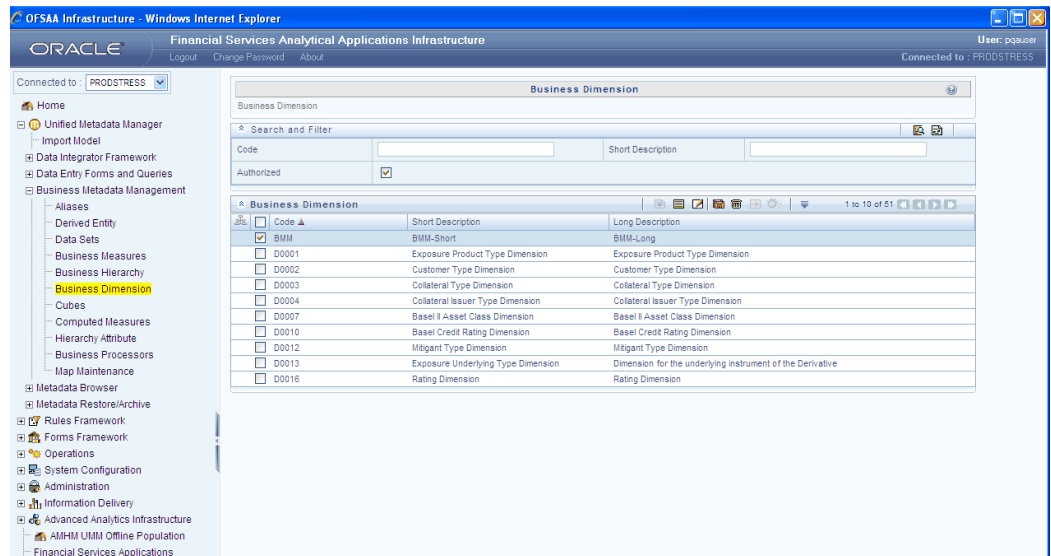 OFSAA Infrastructure - Windows Internet Explorer
ORACLE
Financial Services Analytical Applications Infrastructure
User: pqauser
Logout Change Password About
Connected to : PRODSTRESS
Connected to : PRODSTRESS
Home
Unified Metadata Manager
Import Model
Data Integrator Framework
Data Entry Forms and Queries
Business Metadata Management
Aliases
Derived Entity
Data Sets
Business Measures
Business Hierarchy
Business Dimension
Cubes
Computed Measures
Hierarchy Attribute
Business Processors
Map Maintenance
Metadata Browser
Metadata Restore/Archive
Rules Framework
Forms Framework
Operations
System Configuration
Administration
Information Delivery
Advanced Analytics Infrastructure
AMHM UMM Offline Population
Financial Services Applications
Business Dimension
Business Dimension
Search and Filter
Code Short Description
Authorized
Business Dimension 1 to 10 of 51
Code Short Description Long Description
BMM BMM-Short BMM-Long
D0001 Exposure Product Type Dimension Exposure Product Type Dimension
D0002 Customer Type Dimension Customer Type Dimension
D0003 Collateral Type Dimension Collateral Type Dimension
D0004 Collateral Issuer Type Dimension Collateral Issuer Type Dimension
D0007 Basel II Asset Class Dimension Basel II Asset Class Dimension
D0010 Basel Credit Rating Dimension Basel Credit Rating Dimension
D0012 Mitigant Type Dimension Mitigant Type Dimension
D0013 Exposure Underlying Type Dimension Dimension for the underlying instrument of the Derivative
D0016 Rating Dimension Rating Dimension